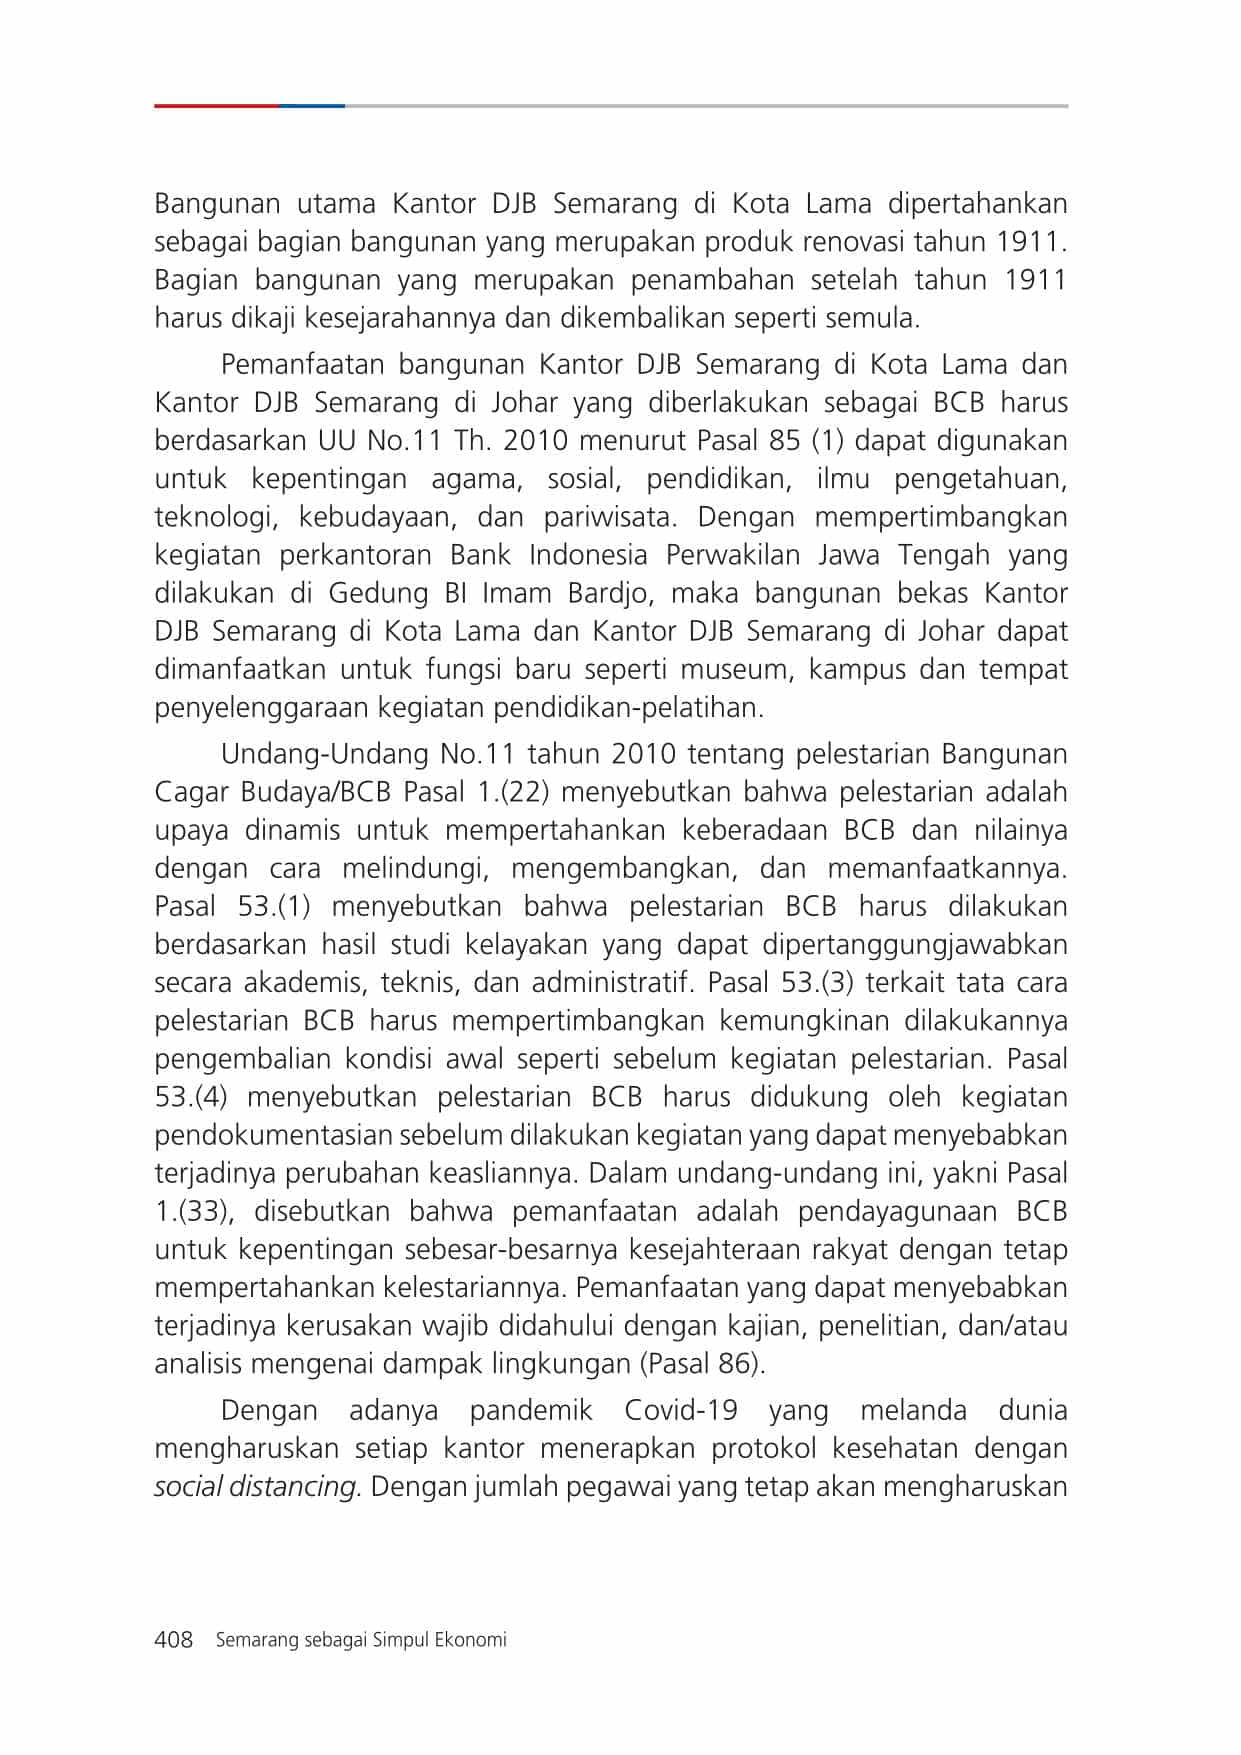 Bangunan utama Kantor DJB Semarang di Kota Lama dipertahankan
sebagai bagian bangunan yang merupakan produk renovasi tahun 1911.
Bagian bangunan yang merupakan penambahan setelah tahun 1911
harus dikaji kesejarahannya dan dikembalikan seperti semula.
Pemanfaatan bangunan Kantor DJB Semarang di Kota Lama dan
Kantor DJB Semarang di Johar yang diberlakukan sebagai BCB harus
berdasarkan UU No.11 Th. 2010 menurut Pasal 85 (1) dapat digunakan
untuk kepentingan agama, sosial, pendidikan, ilmu pengetahuan,
teknologi, kebudayaan, dan pariwisata. Dengan mempertimbangkan
kegiatan perkantoran Bank Indonesia Perwakilan Jawa Tengah yang
dilakukan di Gedung BI Imam Bardjo, maka bangunan bekas Kantor
DJB Semarang di Kota Lama dan Kantor DJB Semarang di Johar dapat
dimanfaatkan untuk fungsi baru seperti museum, kampus dan tempat
penyelenggaraan kegiatan pendidikan-pelatihan.
Undang-Undang No.11 tahun 2010 tentang pelestarian Bangunan
Cagar Budaya/BCB Pasal 1.(22) menyebutkan bahwa pelestarian adalah
upaya dinamis untuk mempertahankan keberadaan BCB dan nilainya
dengan cara melindungi, mengembangkan, dan memanfaatkannya.
Pasal 53.(1) menyebutkan bahwa pelestarian BCB harus dilakukan
berdasarkan hasil studi kelayakan yang dapat dipertanggungjawabkan
secara akademis, teknis, dan administratif. Pasal 53.(3) terkait tata cara
pelestarian BCB harus mempertimbangkan kemungkinan dilakukannya
pengembalian kondisi awal seperti sebelum kegiatan pelestarian. Pasal
53.(4) menyebutkan pelestarian BCB harus didukung oleh kegiatan
pendokumentasian sebelum dilakukan kegiatan yang dapat menyebabkan
terjadinya perubahan keasliannya. Dalam undang-undang ini, yakni Pasal
1.(33), disebutkan bahwa pemanfaatan adalah pendayagunaan BCB
untuk kepentingan sebesar-besarnya kesejahteraan rakyat dengan tetap
mempertahankan kelestariannya. Pemanfaatan yang dapat menyebabkan
terjadinya kerusakan wajib didahului dengan kajian, penelitian, dan/atau
analisis mengenai dampak lingkungan (Pasal 86).
Dengan adanya pandemik Covid-19 yang melanda dunia
mengharuskan setiap kantor menerapkan protokol kesehatan dengan
social distancing. Dengan jumlah pegawai yang tetap akan mengharuskan
408 Semarang sebagai Simpul Ekonomi